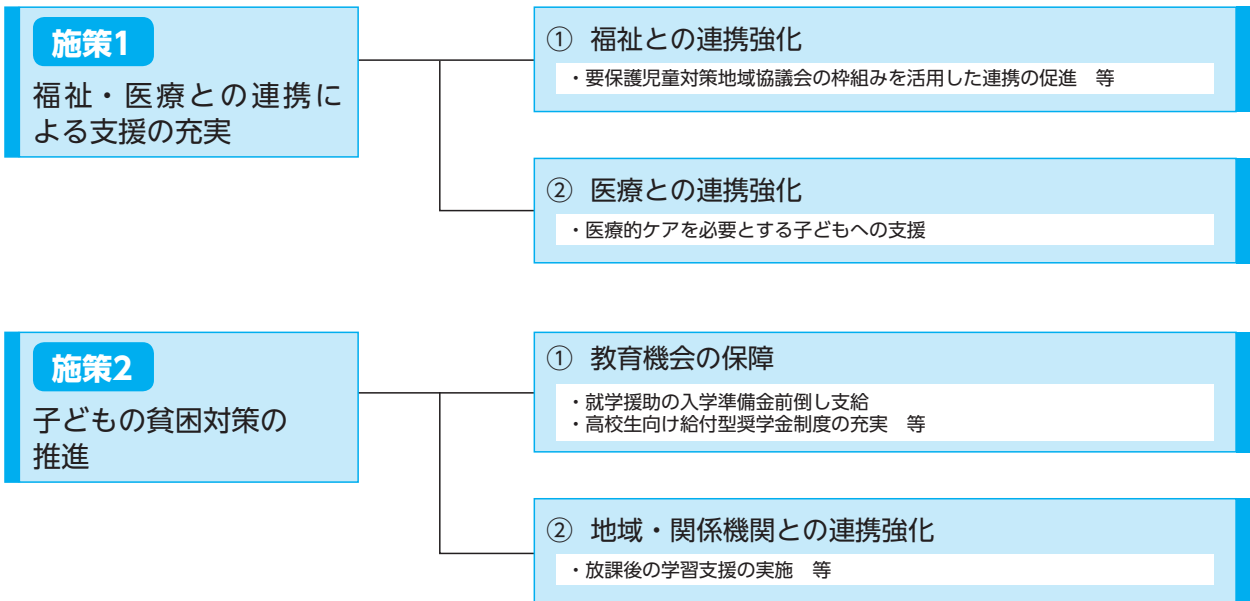 施策1
福祉・医療との連携に
よる支援の充実
① 福祉との連携強化
・要保護児童対策地域協議会の枠組みを活用した連携の促進　等
② 医療との連携強化
・医療的ケアを必要とする子どもへの支援
施策2
子どもの貧困対策の
推進
① 教育機会の保障
・就学援助の入学準備金前倒し支給
・高校生向け給付型奨学金制度の充実　等
② 地域・関係機関との連携強化
・放課後の学習支援の実施　等